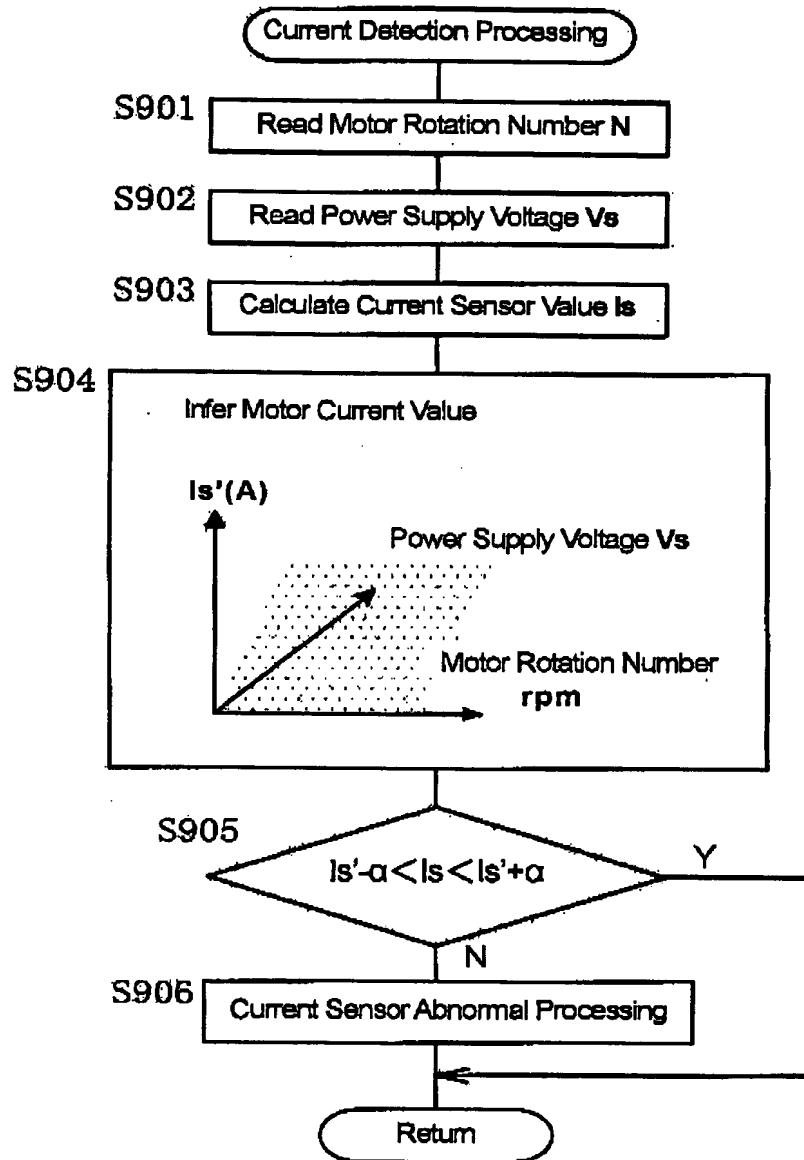 Current Detection Processing
S901
Read Motor Rotation Number N
S902
Read Power Supply Voltage Vs
S903
Calculate Current Sensor Value Is
S904
Infer Motor Current Value
Is'(A)
Power Supply Voltage Vs
Motor Rotation Number
rpm
S905
Is'-α<Is<Is'+α
Y
N
S906
Current Sensor Abnormal Processing
Return